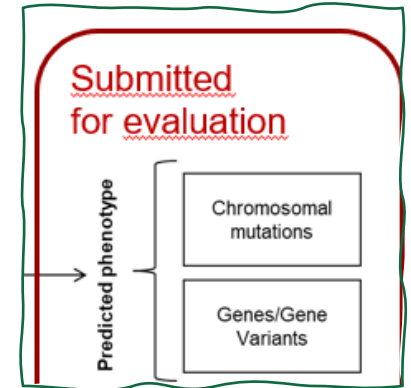 Submitted
for evaluation
Predicted phenotype
Chromosomal
mutations
Genes/Gene
Variants